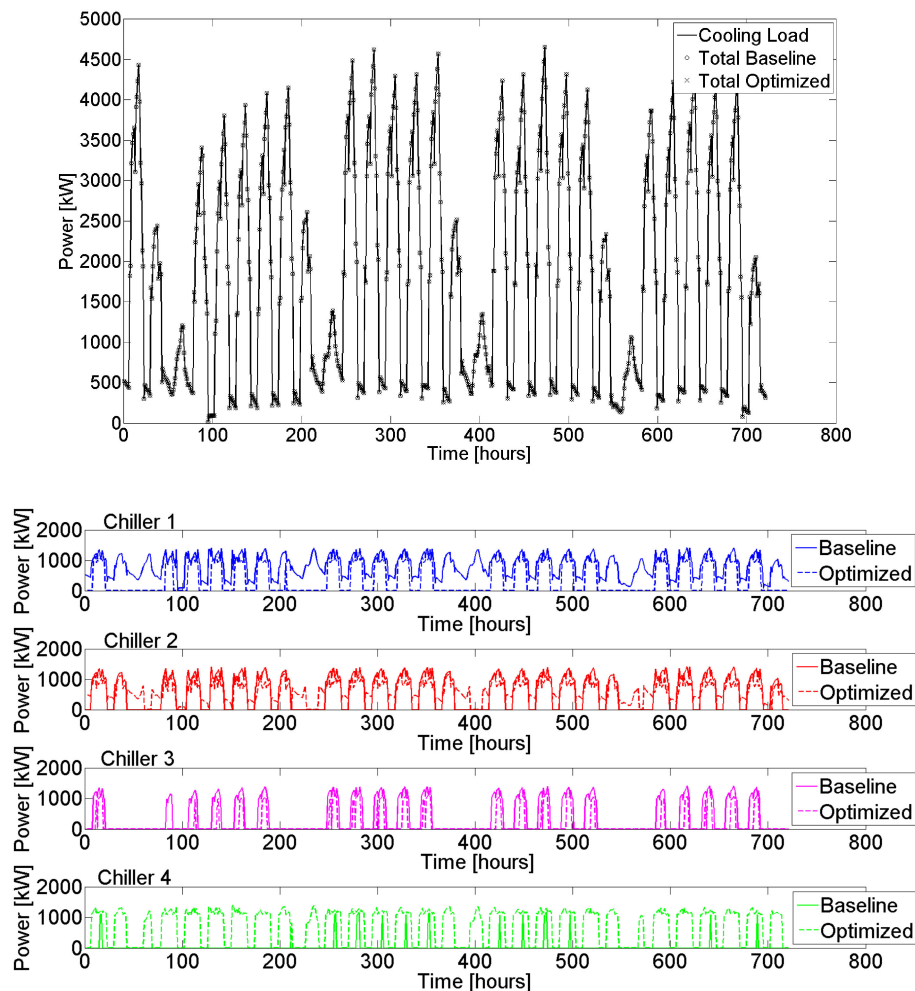 5000
4500
4000
3500
3000
2500
2000
1500
1000
500
0
Power [kW]
Cooling Load
Total Baseline
Total Optimized
0 100 200 300 400 500 600 700 800
Time [hours]
Chiller 1
2000
1000
0
Power [kW]
Baseline
Optimized
0 100 200 300 400 500 600 700 800
Time [hours]
Chiller 2
2000
1000
0
Power [kW]
Baseline
Optimized
0 100 200 300 400 500 600 700 800
Time [hours]
Chiller 3
2000
1000
0
Power [kW]
Baseline
Optimized
0 100 200 300 400 500 600 700 800
Time [hours]
Chiller 4
2000
1000
0
Power [kW]
Baseline
Optimized
0 100 200 300 400 500 600 700 800
Time [hours]